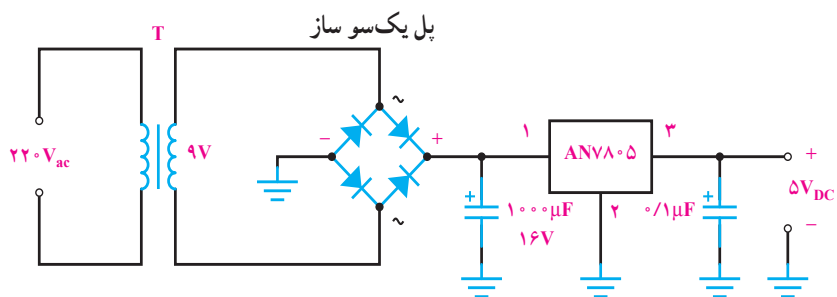 پل یک‌سو ساز
T
~
۲۲۰Vac
۹V
−
+
۱
AN۷۸۰۵
۳
+
۵VDC
−
+
۱۰۰۰μF
۱۶V
۲
+
۰/۱μF
~